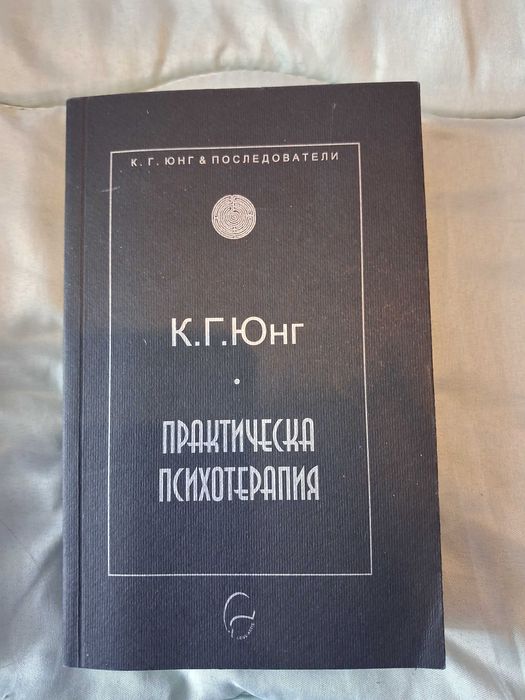 К. Г. ЮНГ & ПОСЛЕДОВАТЕЛИ
К.Г.Юнг
ПРАКТИЧЕСКА
ПСИХОТЕРАПИЯ